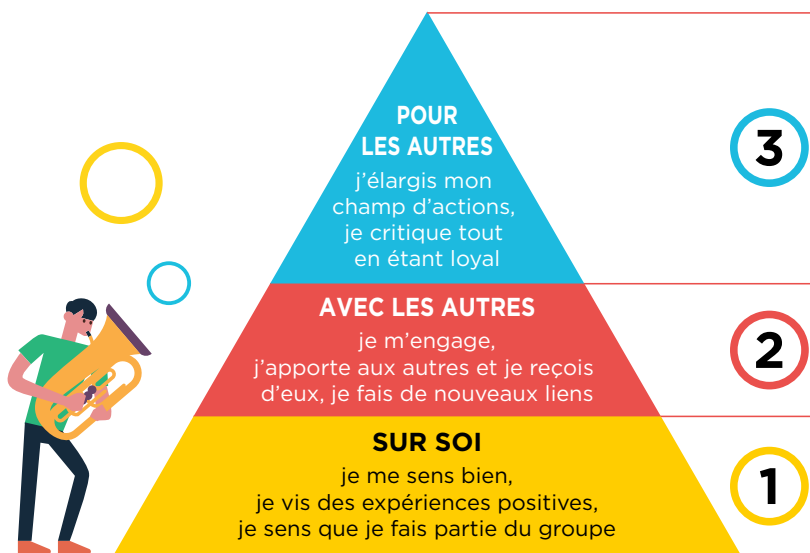 POUR
LES AUTRES
j’élargis mon
champ d’actions,
je critique tout
en étant loyal
3
AVEC LES AUTRES
je m’engage,
j’apporte aux autres et je reçois
d’eux, je fais de nouveaux liens
2
SUR SOI
je me sens bien,
je vis des expériences positives,
je sens que je fais partie du groupe
1